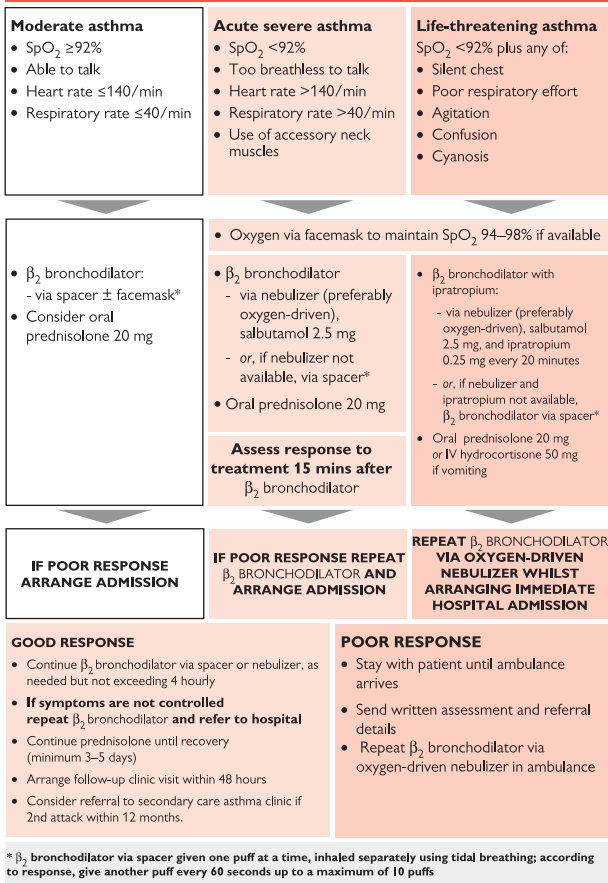 Moderate asthma
• SpO₂ ≥92%
• Able to talk
• Heart rate ≤140/min
• Respiratory rate ≤40/min
Acute severe asthma
• SpO₂ <92%
• Too breathless to talk
• Heart rate >140/min
• Respiratory rate >40/min
• Use of accessory neck
muscles
Life-threatening asthma
SpO₂ <92% plus any of:
• Silent chest
• Poor respiratory effort
• Agitation
• Confusion
• Cyanosis
• Oxygen via facemask to maintain SpO₂ 94–98% if available
• β₂ bronchodilator:
- via spacer ± facemask*
• Consider oral
prednisolone 20 mg
• β₂ bronchodilator
- via nebulizer (preferably
oxygen-driven),
salbutamol 2.5 mg
- or, if nebulizer not
available, via spacer*
• Oral prednisolone 20 mg
Assess response to
treatment 15 mins after
β₂ bronchodilator
• β₂ bronchodilator with
ipratropium:
- via nebulizer (preferably
oxygen-driven), salbutamol
2.5 mg, and ipratropium
0.25 mg every 20 minutes
- or, if nebulizer and
ipratropium not available,
β₂ bronchodilator via spacer*
• Oral prednisolone 20 mg
or IV hydrocortisone 50 mg
if vomiting
IF POOR RESPONSE
ARRANGE ADMISSION
IF POOR RESPONSE REPEAT
β₂ BRONCHODILATOR AND
ARRANGE ADMISSION
REPEAT β₂ BRONCHODILATOR
VIA OXYGEN-DRIVEN
NEBULIZER WHILST
ARRANGING IMMEDIATE
HOSPITAL ADMISSION
GOOD RESPONSE
• Continue β₂ bronchodilator via spacer or nebulizer, as
needed but not exceeding 4 hourly
• If symptoms are not controlled
repeat β₂ bronchodilator and refer to hospital
• Continue prednisolone until recovery
(minimum 3–5 days)
• Arrange follow-up clinic visit within 48 hours
• Consider referral to secondary care asthma clinic if
2nd attack within 12 months.
POOR RESPONSE
• Stay with patient until ambulance
arrives
• Send written assessment and referral
details
• Repeat β₂ bronchodilator via
oxygen-driven nebulizer in ambulance
* β₂ bronchodilator via spacer given one puff at a time, inhaled separately using tidal breathing; according
to response, give another puff every 60 seconds up to a maximum of 10 puffs